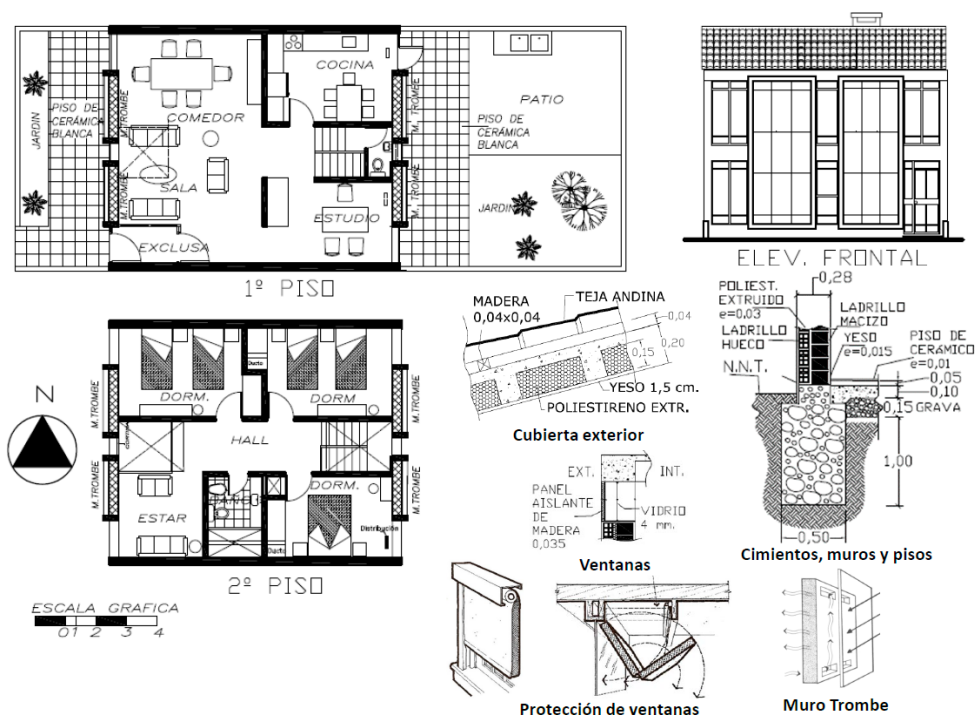 COCINA
COMEDOR
M. TROMBE
M. TROMBE
PISO DE
CERÁMICA
BLANCA
JARDIN
PATIO
PISO DE
CERÁMICA
BLANCA
SALA
M. TROMBE
M. TROMBE
ESTUDIO
JARDIN
EXCLUSA
1º PISO
ELEV. FRONTAL
0,28
POLIEST.
EXTRUIDO
e=0.03
LADRILLO
HUECO
LADRILLO
MACIZO
YESO
e=0,015
PISO DE
CERÁMICO
e=0,01
N.N.T.
0,05
0,10
0,15 GRAVA
1,00
0,50
Cimientos, muros y pisos
MADERA
0,04x0,04
TEJA ANDINA
0,04
0,20
0,15
YESO 1,5 cm.
POLIESTIRENO EXTR.
Cubierta exterior
N
Ducto
DORM.
DORM
M.TROMBE
M.TROMBE
HALL
DORM.
M.TROMBE
M.TROMBE
ESTAR
Ducto
Distribución
2º PISO
ESCALA GRAFICA
0 1 2 3 4
EXT.
INT.
PANEL
AISLANTE
DE
MADERA
0,035
VIDRIO
4 mm.
Ventanas
Protección de ventanas
Muro Trombe